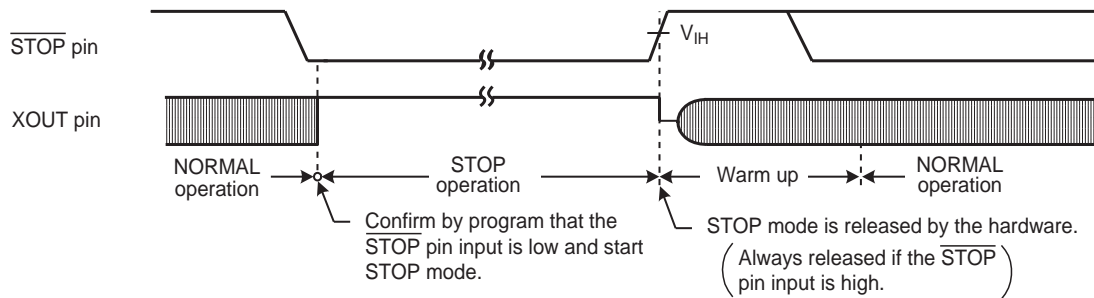 STOP pin
VIH
XOUT pin
NORMAL
operation
STOP
operation
Warm up
NORMAL
operation
Confirm by program that the
STOP pin input is low and start
STOP mode.
STOP mode is released by the hardware.
(Always released if the STOP
pin input is high.)